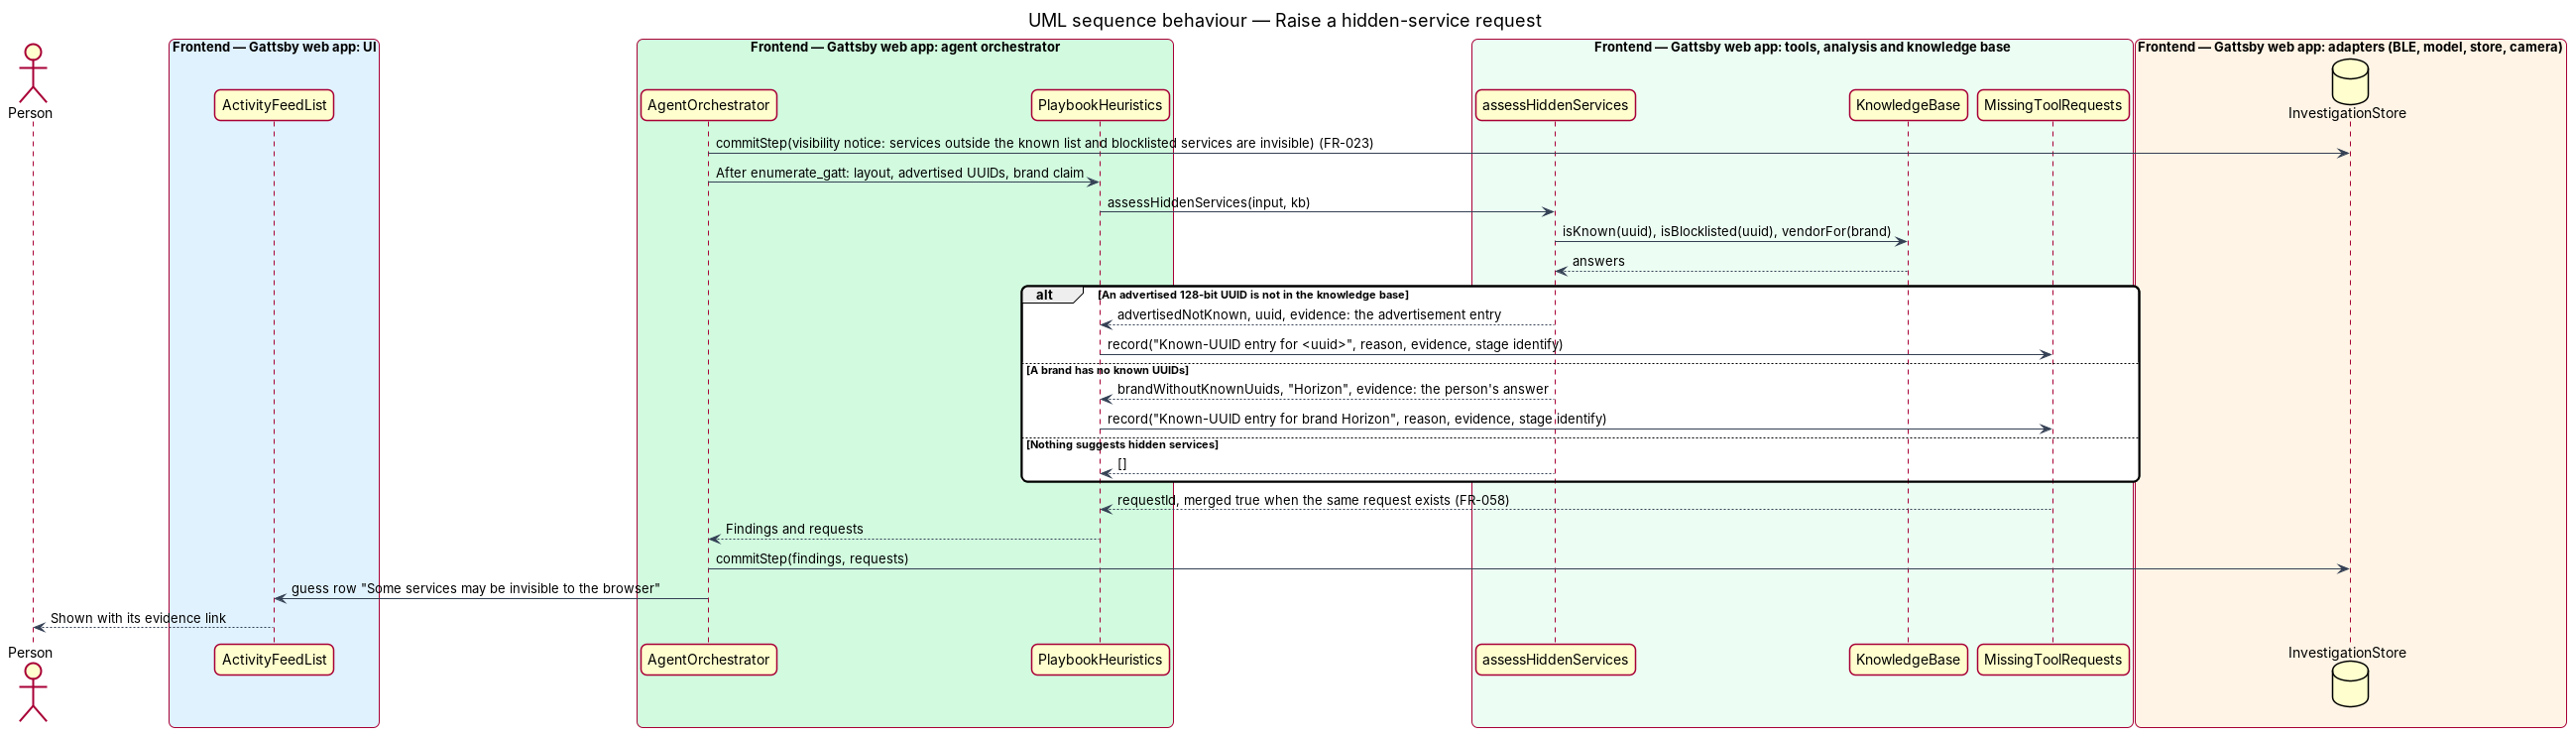 UML sequence behaviour — Raise a hidden-service request
Frontend — Gattsby web app: UI
Frontend — Gattsby web app: agent orchestrator
Frontend — Gattsby web app: tools, analysis and knowledge base
Frontend — Gattsby web app: adapters (BLE, model, store, camera)
Person
ActivityFeedList
AgentOrchestrator
PlaybookHeuristics
assessHiddenServices
KnowledgeBase
MissingToolRequests
InvestigationStore
commitStep(visibility notice: services outside the known list and blocklisted services are invisible) (FR-023)
After enumerate_gatt: layout, advertised UUIDs, brand claim
assessHiddenServices(input, kb)
isKnown(uuid), isBlocklisted(uuid), vendorFor(brand)
answers
alt
[An advertised 128-bit UUID is not in the knowledge base]
advertisedNotKnown, uuid, evidence: the advertisement entry
record("Known-UUID entry for <uuid>", reason, evidence, stage identify)
[A brand has no known UUIDs]
brandWithoutKnownUuids, "Horizon", evidence: the person's answer
record("Known-UUID entry for brand Horizon", reason, evidence, stage identify)
[Nothing suggests hidden services]
[]
requestId, merged true when the same request exists (FR-058)
Findings and requests
commitStep(findings, requests)
guess row "Some services may be invisible to the browser"
Shown with its evidence link
Person
ActivityFeedList
AgentOrchestrator
PlaybookHeuristics
assessHiddenServices
KnowledgeBase
MissingToolRequests
InvestigationStore